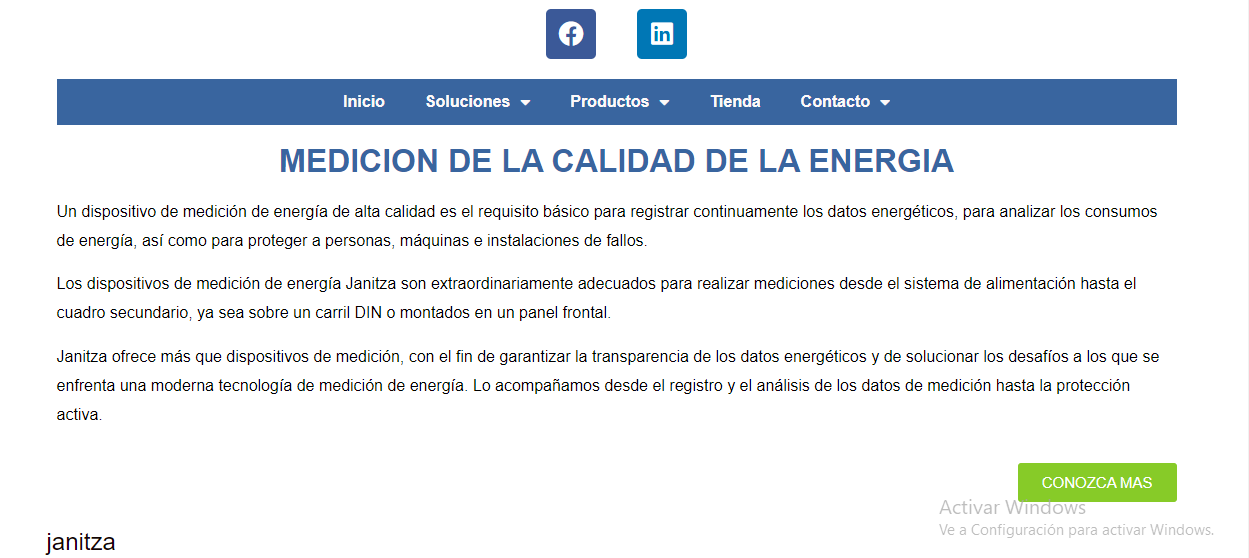 Inicio Soluciones Productos Tienda Contacto
MEDICION DE LA CALIDAD DE LA ENERGIA
Un dispositivo de medición de energía de alta calidad es el requisito básico para registrar continuamente los datos energéticos, para analizar los consumos
de energía, así como para proteger a personas, máquinas e instalaciones de fallos.
Los dispositivos de medición de energía Janitza son extraordinariamente adecuados para realizar mediciones desde el sistema de alimentación hasta el
cuadro secundario, ya sea sobre un carril DIN o montados en un panel frontal.
Janitza ofrece más que dispositivos de medición, con el fin de garantizar la transparencia de los datos energéticos y de solucionar los desafíos a los que se
enfrenta una moderna tecnología de medición de energía. Lo acompañamos desde el registro y el análisis de los datos de medición hasta la protección
activa.
CONOZCA MAS
Activar Windows
Ve a Configuración para activar Windows.
janitza